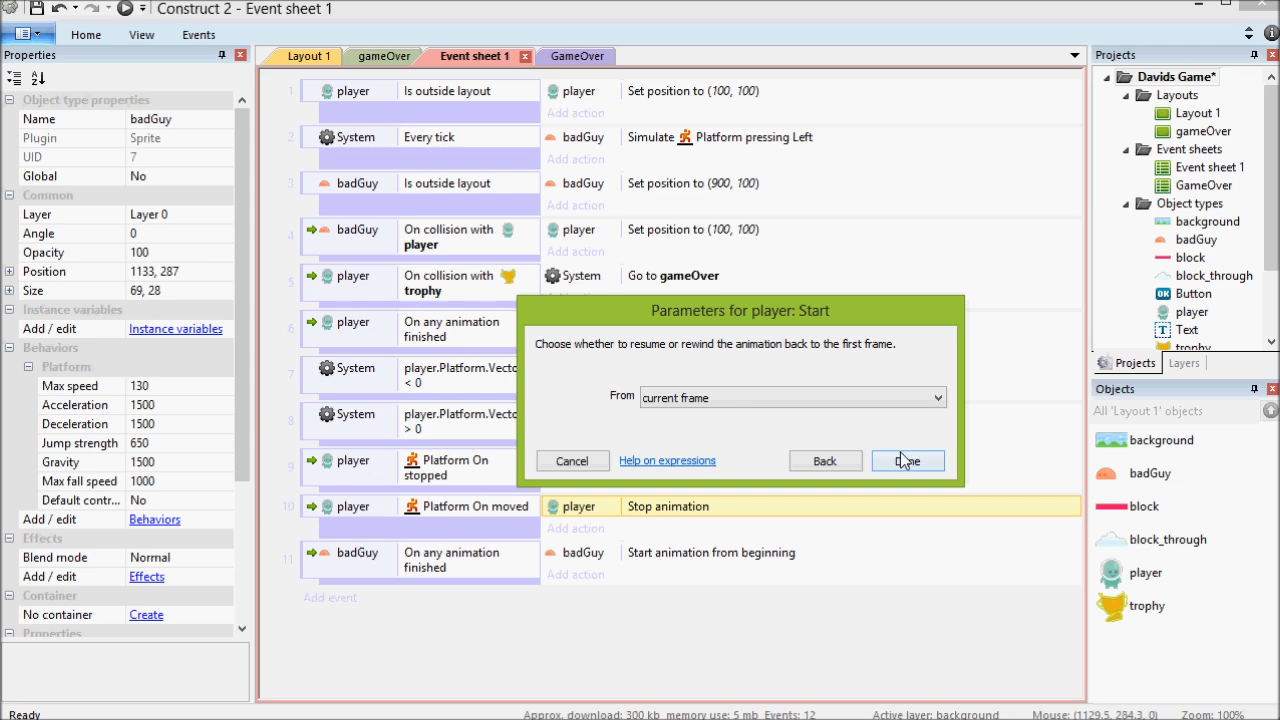 Construct 2 - Event sheet 1
Home View Events
Properties
Object type properties
Name badGuy
Plugin Sprite
UID 7
Global No
Common
Layer Layer 0
Angle 0
Opacity 100
Position 1133, 287
Size 69, 28
Instance variables
Add / edit Instance variables
Behaviors
Platform
Max speed 130
Acceleration 1500
Deceleration 1500
Jump strength 650
Gravity 1500
Max fall speed 1000
Default contr... No
Add / edit Behaviors
Effects
Blend mode Normal
Add / edit Effects
Container
No container Create
Properties
Ready
Layout 1 gameOver Event sheet 1 GameOver
1 player Is outside layout player Set position to (100, 100)
Add action
2 System Every tick badGuy Simulate Platform pressing Left
Add action
3 badGuy Is outside layout badGuy Set position to (900, 100)
Add action
4 badGuy On collision with player player Set position to (100, 100)
Add action
5 player On collision with trophy System Go to gameOver
6 player On any animation finished
7 System player.Platform.Vecto
< 0
8 System player.Platform.Vecto
> 0
9 player Platform On stopped
10 player Platform On moved player Stop animation
Add action
11 badGuy On any animation finished badGuy Start animation from beginning
Add action
Add event
Parameters for player: Start
Choose whether to resume or rewind the animation back to the first frame.
From current frame
Cancel Help on expressions Back
Projects
Davids Game*
Layouts
Layout 1
gameOver
Event sheets
Event sheet 1
GameOver
Object types
background
badGuy
block
block_through
OK Button
player
T Text
trophy
Projects Layers
Objects
All 'Layout 1' objects
background
badGuy
block
block_through
player
trophy
Approx. download: 300 kb memory use: 5 mb Events: 12 Active layer: background Mouse: (1129.5, 284.3, 0) Zoom: 100%